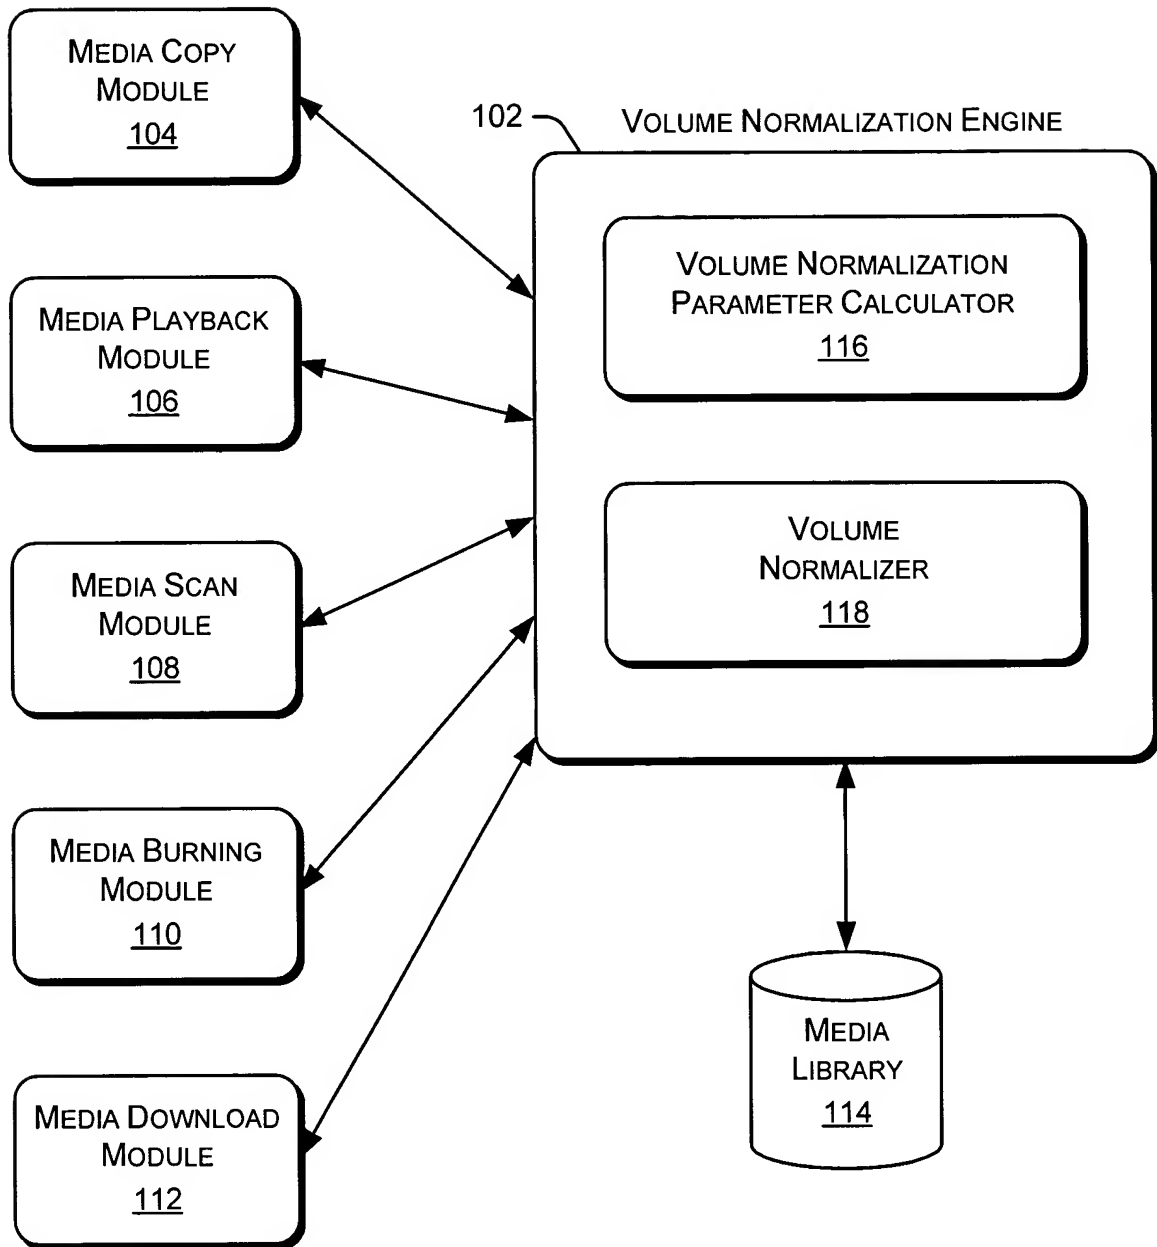 MEDIA COPY
MODULE
104
MEDIA PLAYBACK
MODULE
106
MEDIA SCAN
MODULE
108
MEDIA BURNING
MODULE
110
MEDIA DOWNLOAD
MODULE
112
102
VOLUME NORMALIZATION ENGINE
VOLUME NORMALIZATION
PARAMETER CALCULATOR
116
VOLUME
NORMALIZER
118
MEDIA
LIBRARY
114